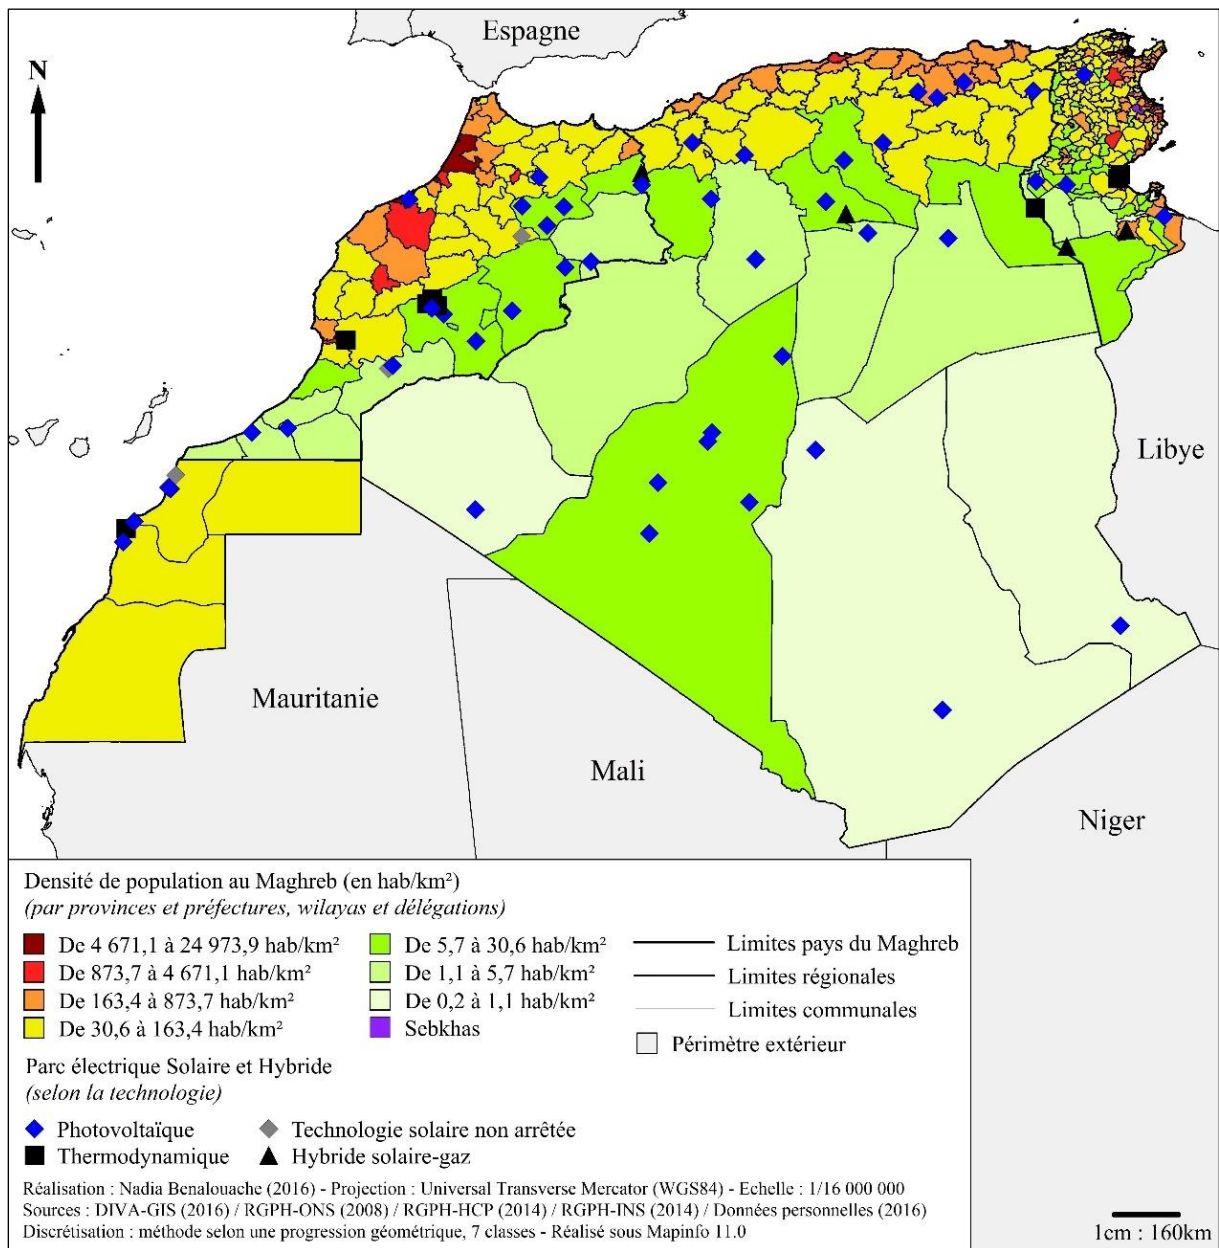 Espagne
N
Libye
Mauritanie
Mali
Niger
Densité de population au Maghreb (en hab/km²)
(par provinces et préfectures, wilayas et délégations)
De 4 671,1 à 24 973,9 hab/km²
De 873,7 à 4 671,1 hab/km²
De 163,4 à 873,7 hab/km²
De 30,6 à 163,4 hab/km²
De 5,7 à 30,6 hab/km²
De 1,1 à 5,7 hab/km²
De 0,2 à 1,1 hab/km²
Sebkhas
Limites pays du Maghreb
Limites régionales
Limites communales
Périmètre extérieur
Parc électrique Solaire et Hybride
(selon la technologie)
Photovoltaïque
Thermodynamique
Technologie solaire non arrêtée
Hybride solaire-gaz
Réalisation : Nadia Benalouache (2016) - Projection : Universal Transverse Mercator (WGS84) - Echelle : 1/16 000 000
Sources : DIVA-GIS (2016) / RGPH-ONS (2008) / RGPH-HCP (2014) / RGPH-INS (2014) / Données personnelles (2016)
Discrétisation : méthode selon une progression géométrique, 7 classes - Réalisé sous Mapinfo 11.0
1cm : 160km